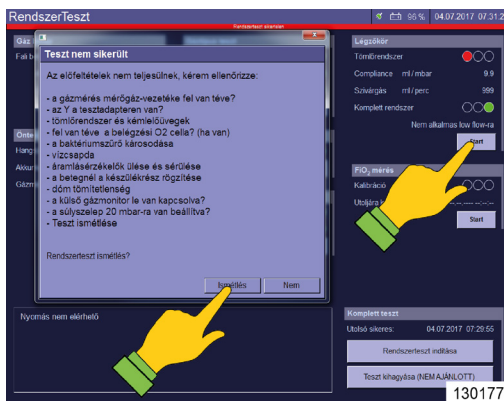 RendszerTeszt
96 %
04.07.2017 07:31:2
Rendszerteszt sikertelen
Gáz
Fali be
Teszt nem sikerült
Az előfeltételek nem teljesülnek, kérem ellenőrizze:
- a gázmérés mérőgáz-vezetéke fel van téve?
- az Y a tesztadapteren van?
- tömlőrendszer és kémlelőüvegek
- fel van téve a belégzési O2 cella? (ha van)
- a baktériumszűrő károsodása
- vízcsapda
- áramlásérzékelők ülése és sérülése
- a betegnél a készülékrész rögzítése
- dóm tömítetlenség
- a külső gázmonitor le van kapcsolva?
- a súlyszelep 20 mbar-ra van beállítva?
- Teszt ismétlése
Rendszerteszt ismétlés?
Ismétlés
Nem
Önte
Hangs
Akku
Gázm
Légzőkör
Tömlőrendszer
Compliance ml/mbar 9.9
Szivárgás ml/perc 999
Komplett rendszer
Nem alkalmas low flow-ra
Start
FiO2 mérés
Kalibráció
Utoljára
Start
Nyomás nem elérhető
Komplett teszt
Utolsó sikeres: 04.07.2017 07:29:55
Rendszerteszt indítása
Teszt kihagyása (NEM AJÁNLOTT)
130177